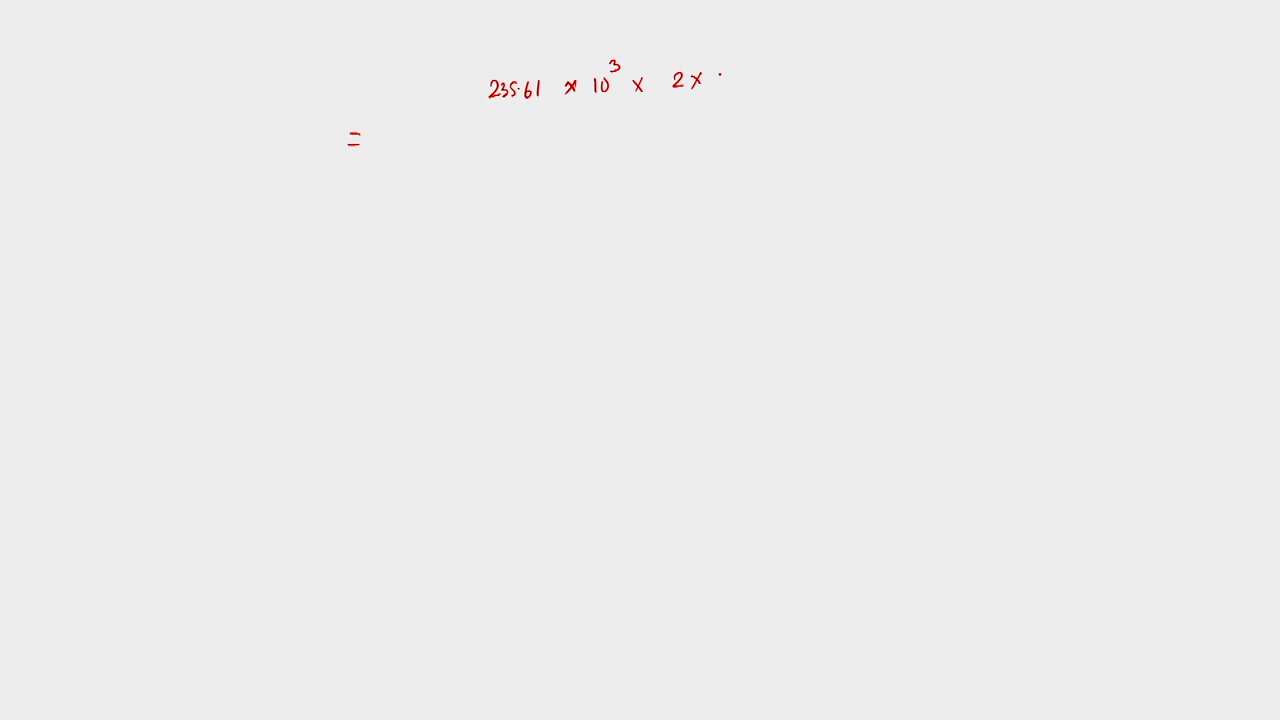 235.61 × 10³ × 2 × .
=